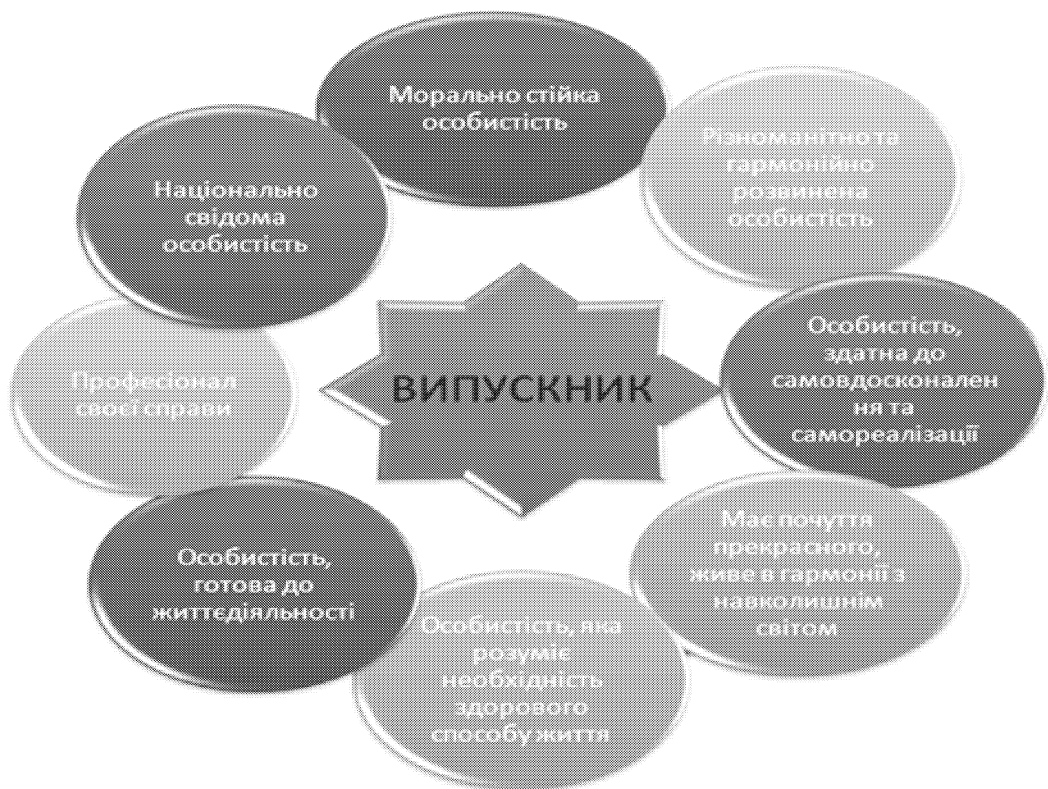 Морально стійка
особистість
Різноманітно та
гармонійно
розвинена
особистість
Особистість,
здатна до
самовдосконален
ня та
самореалізації
Має почуття
прекрасного,
живе в гармонії з
навколишнім
світом
Особистість, яка
розуміє
необхідність
здорового
способу життя
Особистість,
готова до
життєдіяльності
Професіонал
своєї справи
Національно
свідома
особистість
ВИПУСКНИК